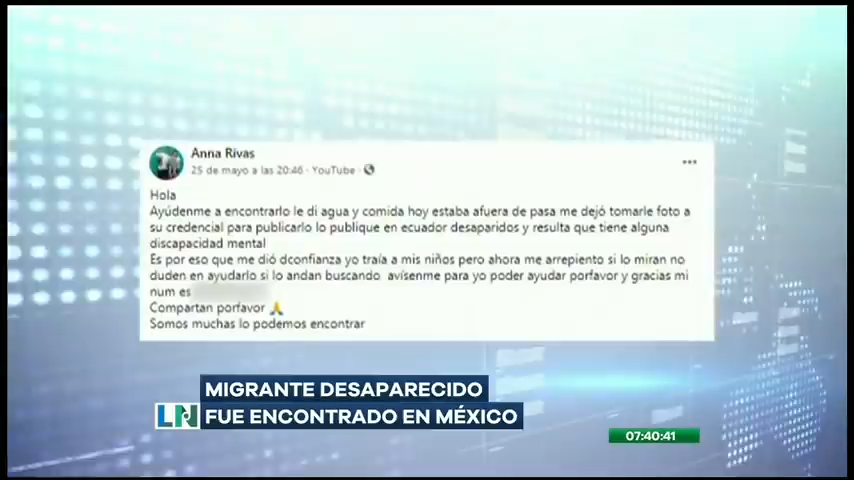 Anna Rivas
25 de mayo a las 20:46 · YouTube ·
Hola
Ayúdenme a encontrarlo le di agua y comida hoy estaba afuera de pasa me dejó tomarle foto a
su credencial para publicarlo lo publique en ecuador desaparidos y resulta que tiene alguna
discapacidad mental
Es por eso que me dió dconfianza yo traía a mis niños pero ahora me arrepiento si lo miran no
duden en ayudarlo si lo andan buscando avísenme para yo poder ayudar porfavor y gracias mi
num es
Compartan porfavor 🙏
Somos muchas lo podemos encontrar
MIGRANTE DESAPARECIDO
LN FUE ENCONTRADO EN MÉXICO
07:40:41